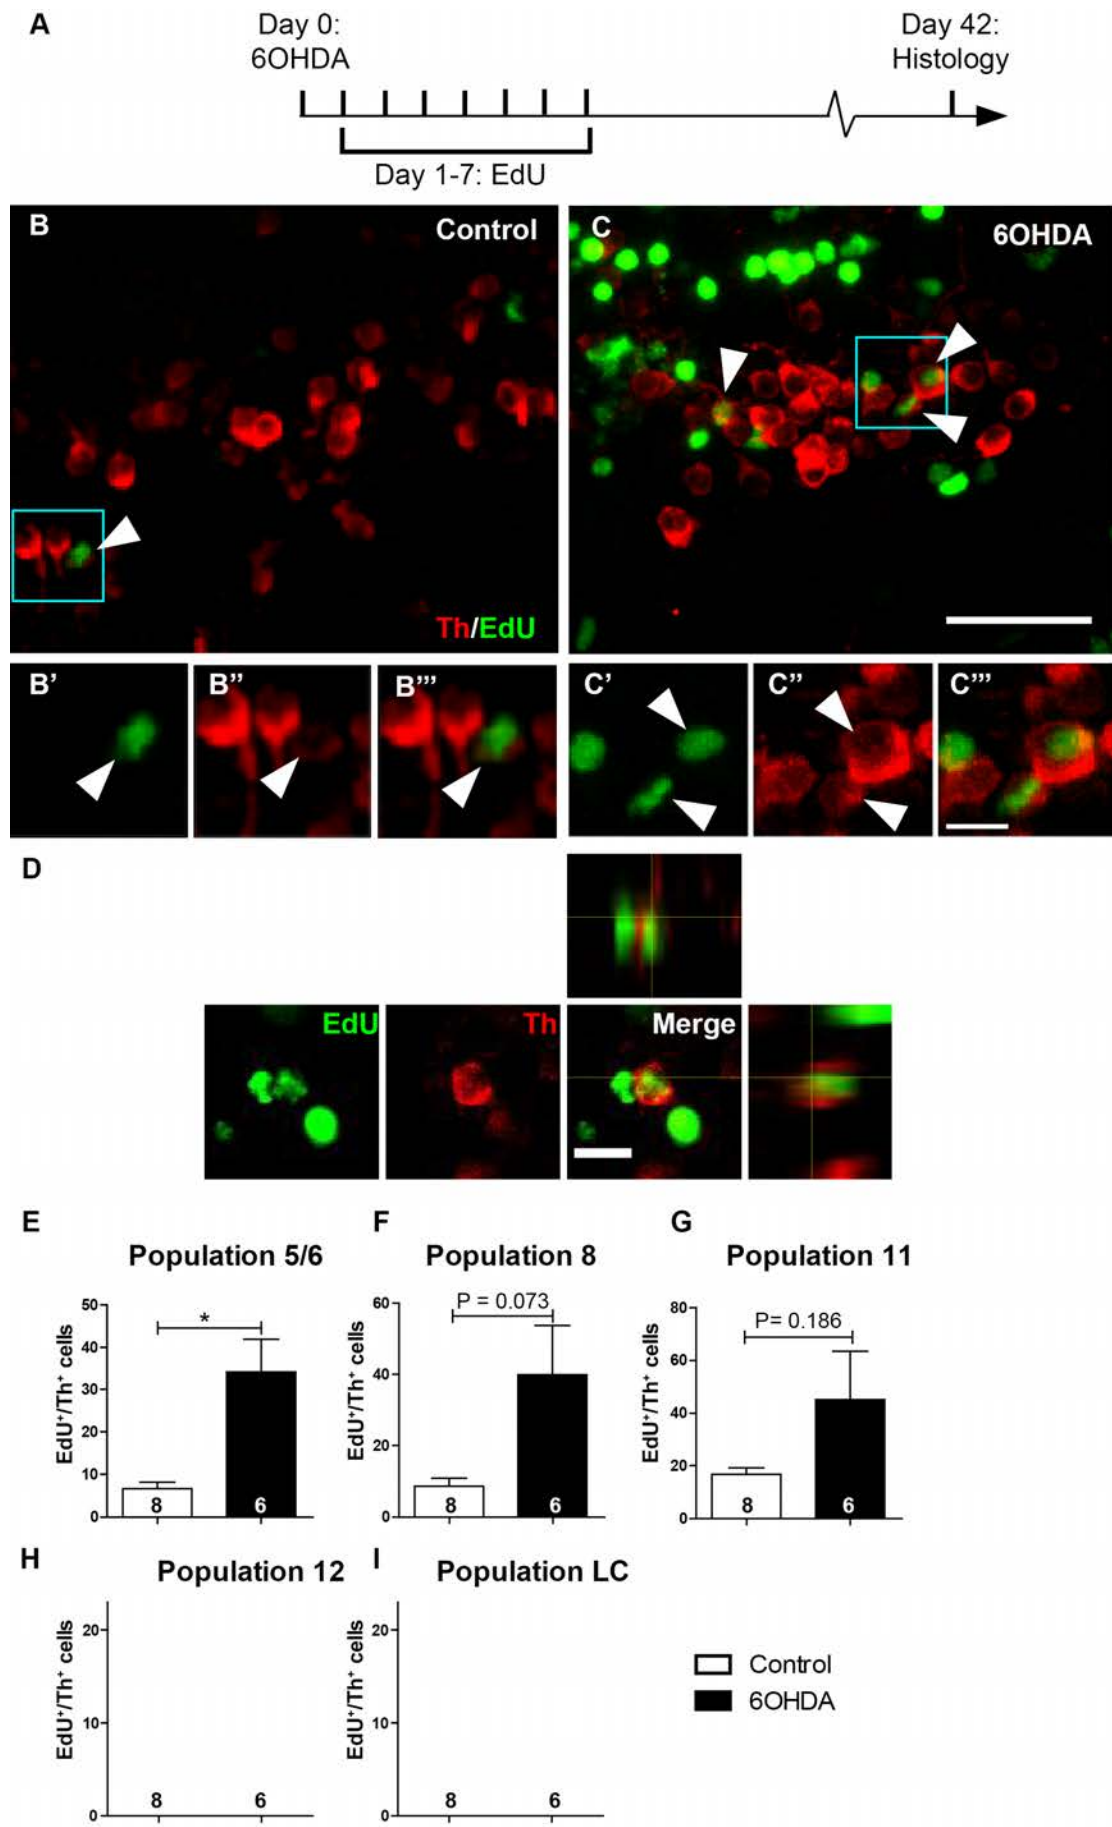 A
Day 0:
6OHDA
Day 42:
Histology
Day 1-7: EdU
B
Control
Th/EdU
C
6OHDA
B'
B''
B'''
C'
C''
C'''
D
EdU
Th
Merge
E
Population 5/6
EdU⁺/Th⁺ cells
50
40
30
20
10
0
*
8
6
F
Population 8
EdU⁺/Th⁺ cells
60
40
20
0
P = 0.073
8
6
G
Population 11
EdU⁺/Th⁺ cells
80
60
40
20
0
P= 0.186
8
6
H
Population 12
EdU⁺/Th⁺ cells
20
10
0
8
6
I
Population LC
EdU⁺/Th⁺ cells
20
10
0
8
6
Control
6OHDA